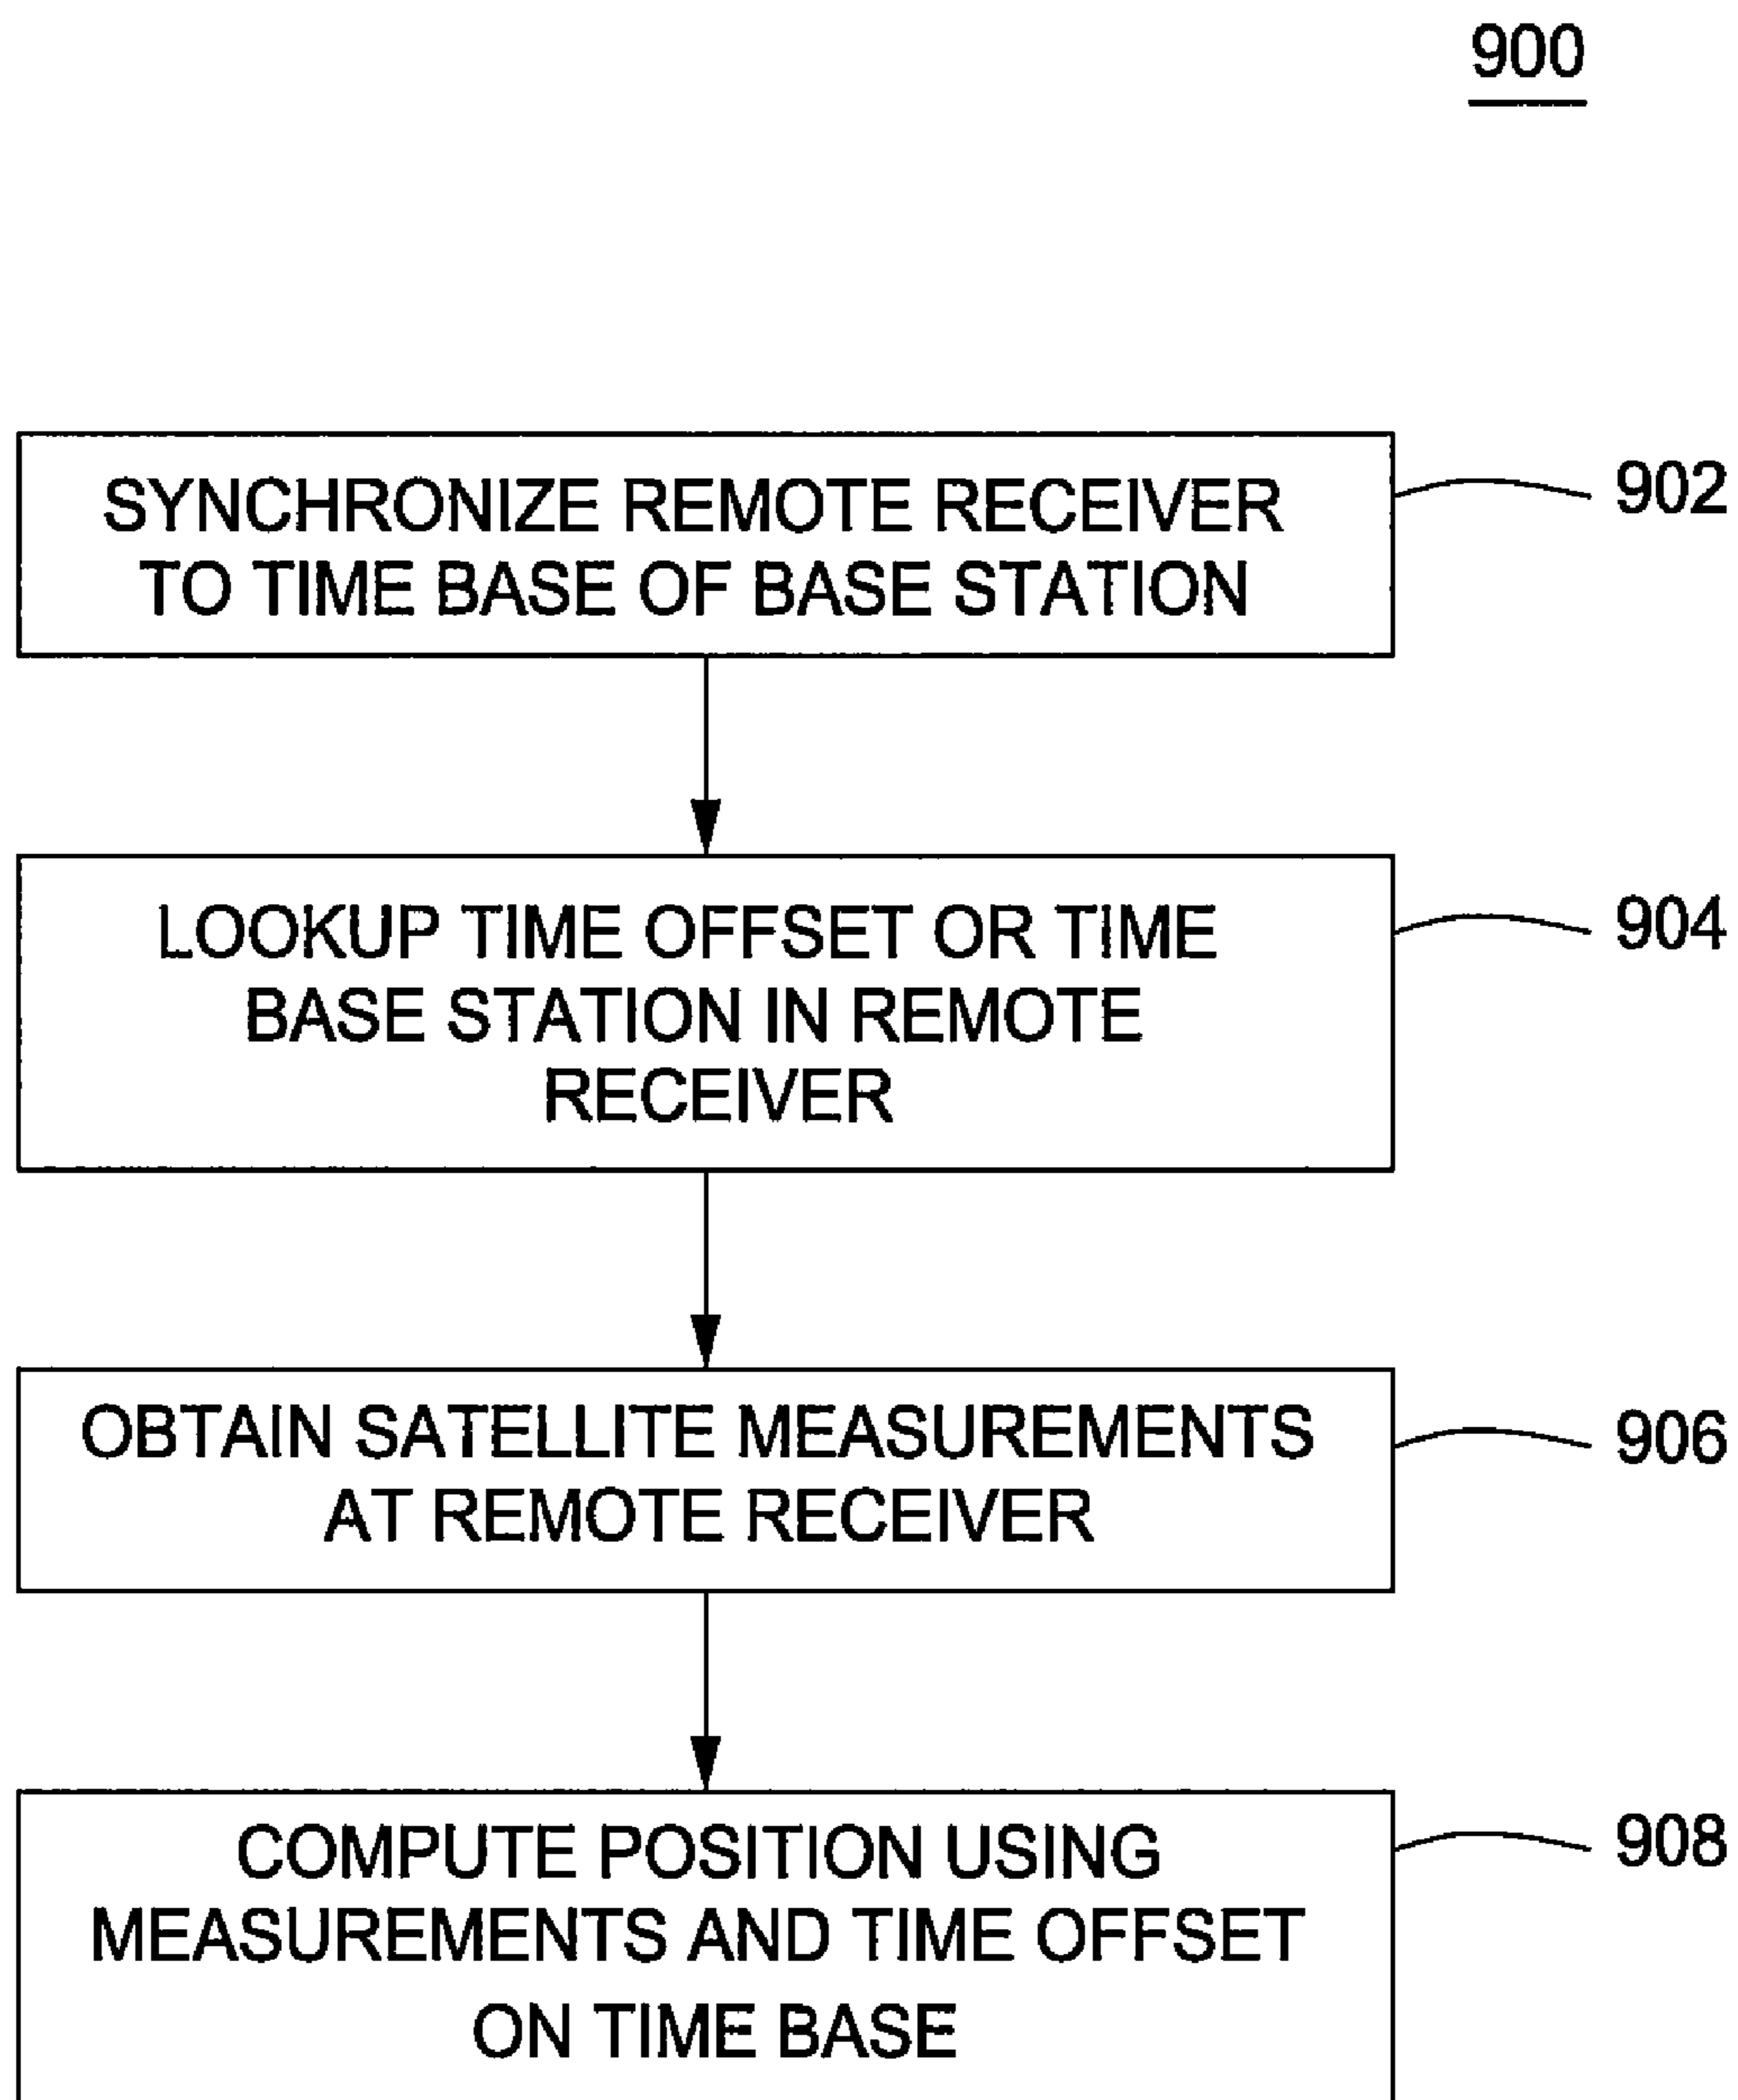 900
SYNCHRONIZE REMOTE RECEIVER
TO TIME BASE OF BASE STATION
902
LOOKUP TIME OFFSET OR TIME
BASE STATION IN REMOTE
RECEIVER
904
OBTAIN SATELLITE MEASUREMENTS
AT REMOTE RECEIVER
906
COMPUTE POSITION USING
MEASUREMENTS AND TIME OFFSET
ON TIME BASE
908